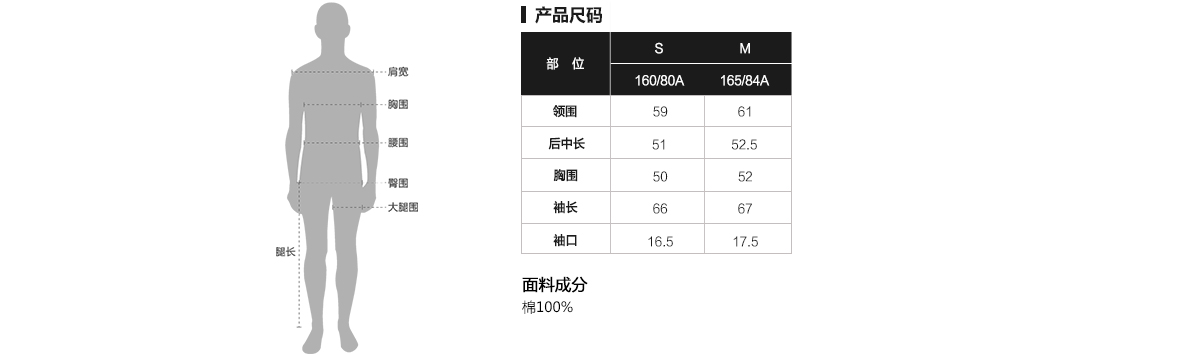 肩宽
胸围
腰围
臀围
大腿围
腿长
产品尺码
部 位 S M
160/80A 165/84A
领围 59 61
后中长 51 52.5
胸围 50 52
袖长 66 67
袖口 16.5 17.5
面料成分
棉100%